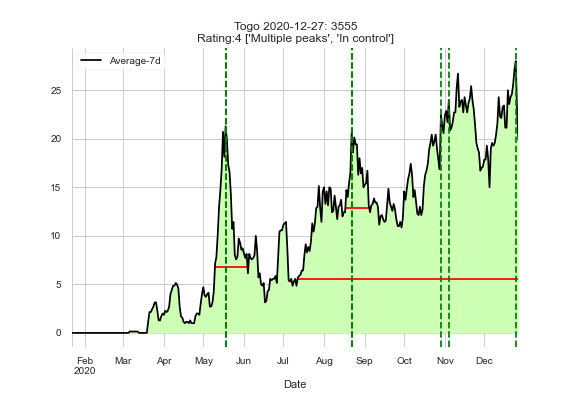 Togo 2020-12-27: 3555
Rating:4 ['Multiple peaks', 'In control']
Average-7d
25
20
15
10
5
0
Feb Mar Apr May Jun Jul Aug Sep Oct Nov Dec
2020
Date